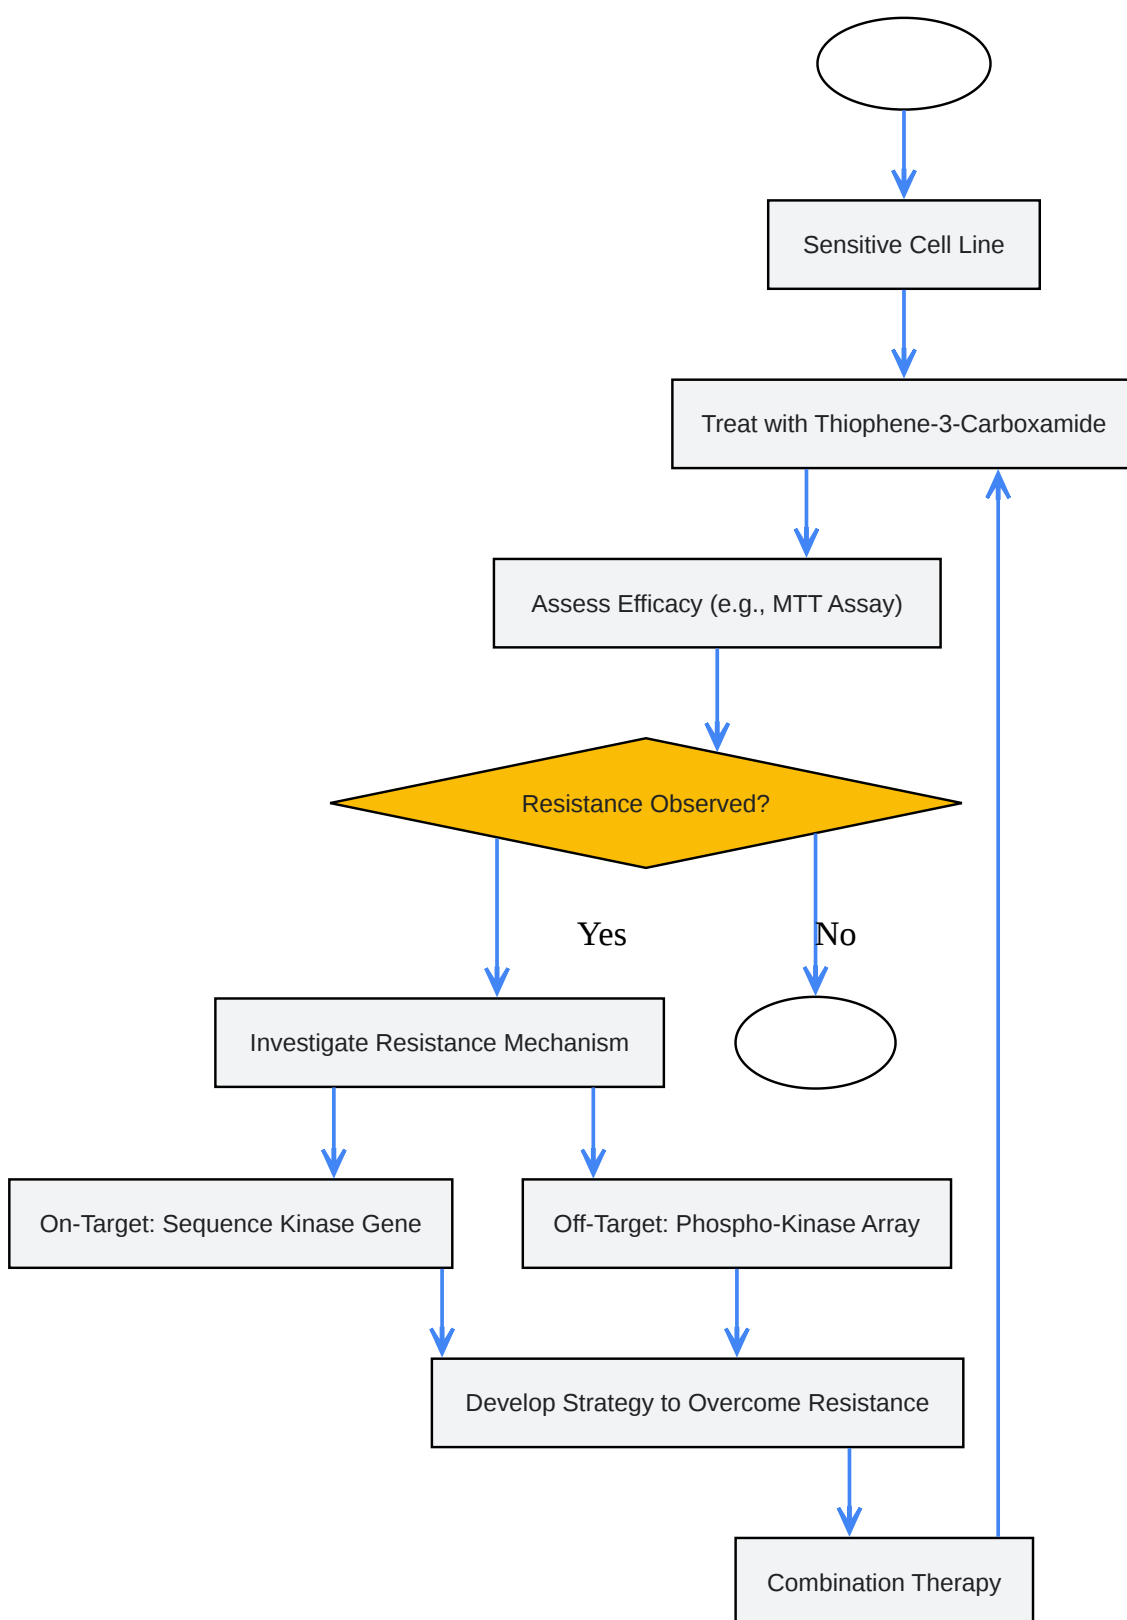 Sensitive Cell Line
Treat with Thiophene-3-Carboxamide
Assess Efficacy (e.g., MTT Assay)
Resistance Observed?
Yes
No
Investigate Resistance Mechanism
On-Target: Sequence Kinase Gene
Off-Target: Phospho-Kinase Array
Develop Strategy to Overcome Resistance
Combination Therapy